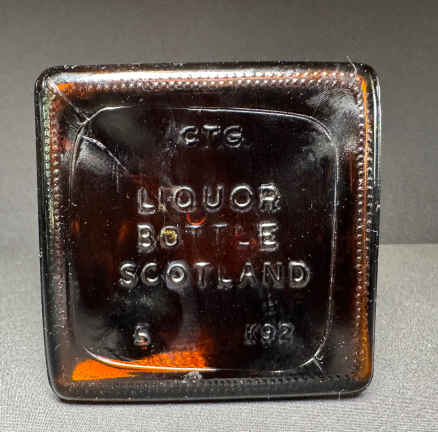 CTG
LIQUOR
BOTTLE
SCOTLAND
5 K92